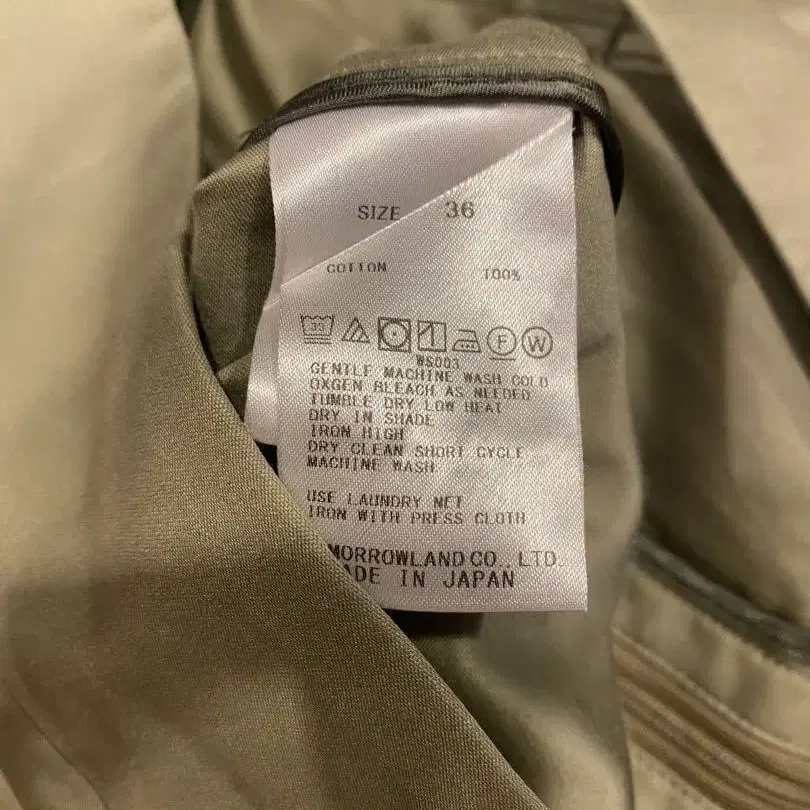 SIZE 36
COTTON 100%
30 F W
WS003
GENTLE MACHINE WASH COLD
OXGEN BLEACH AS NEEDED
TUMBLE DRY LOW HEAT
DRY IN SHADE
IRON HIGH
DRY CLEAN SHORT CYCLE
MACHINE WASH
USE LAUNDRY NET
IRON WITH PRESS CLOTH
MORROWLAND CO., LTD.
ADE IN JAPAN